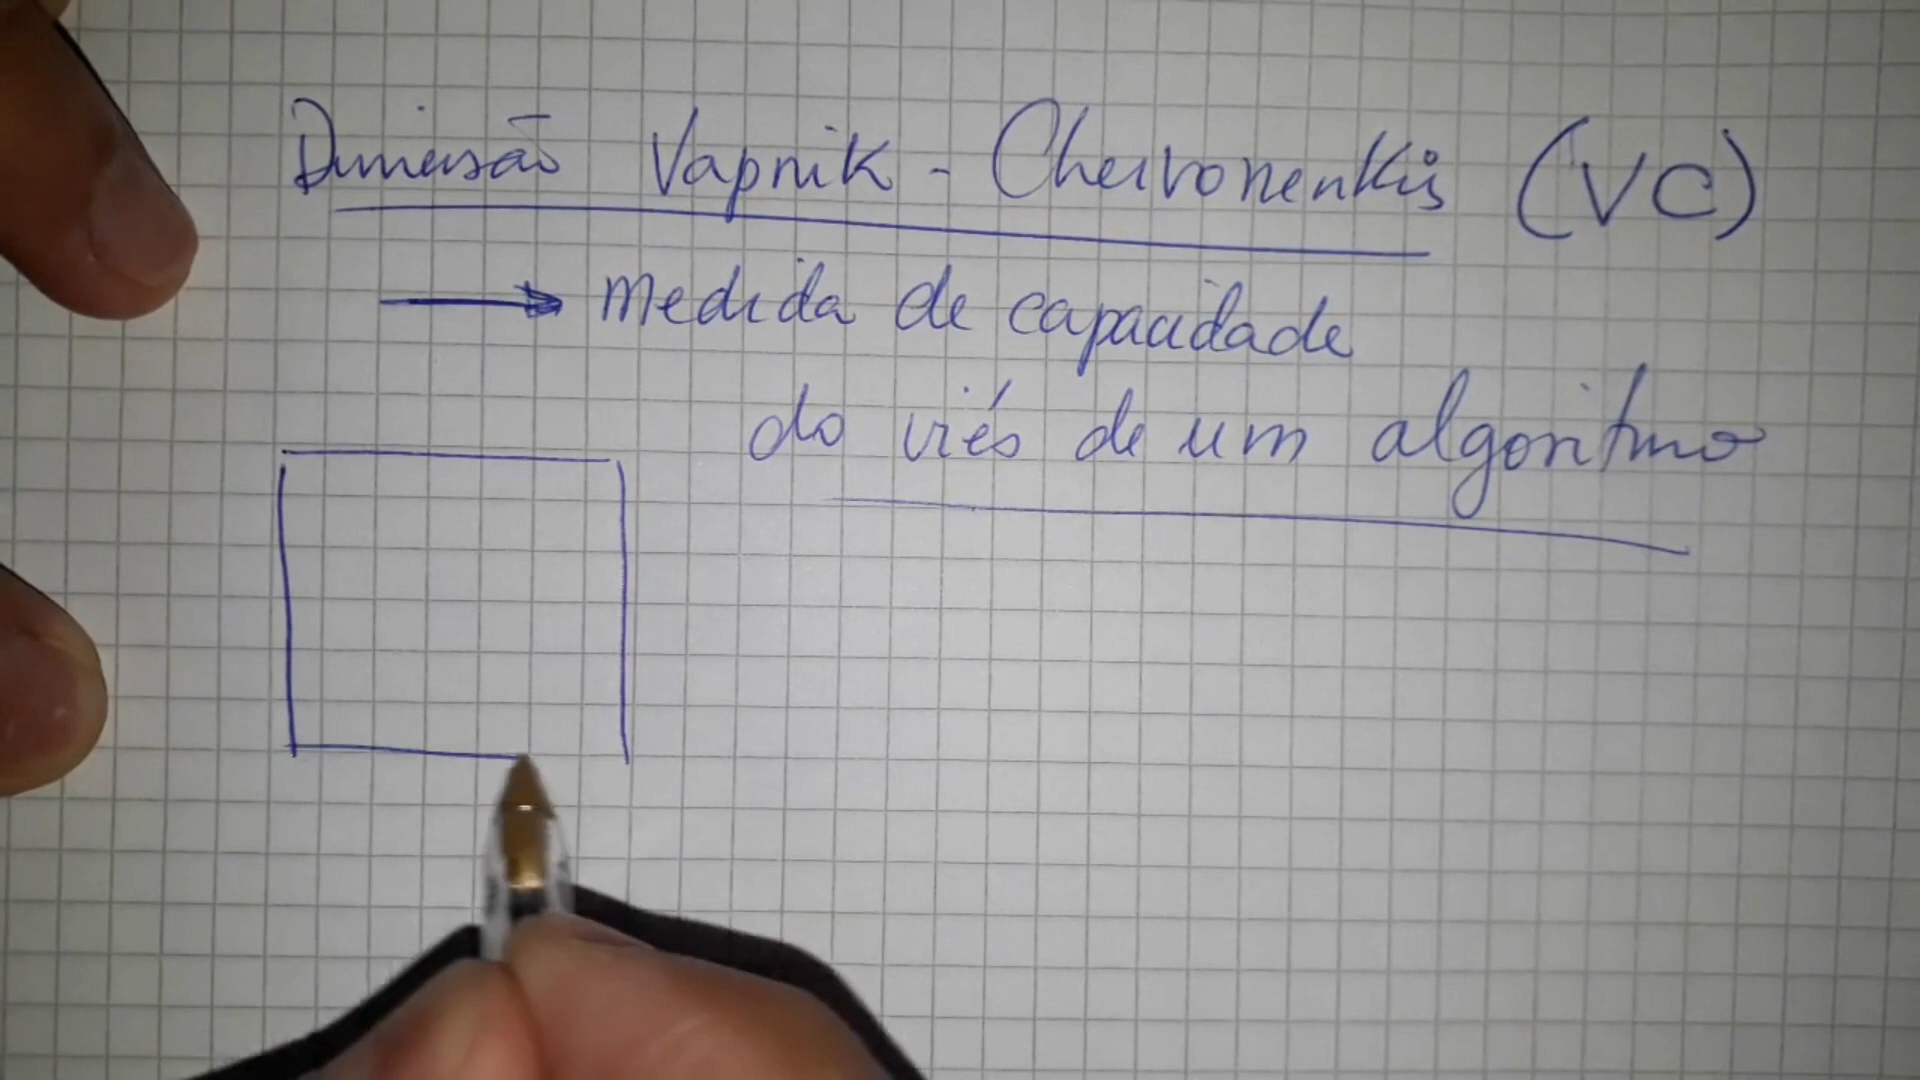 Dimensão Vapnik - Chervonenkis (VC)
→ medida de capacidade
do viés de um algoritmo